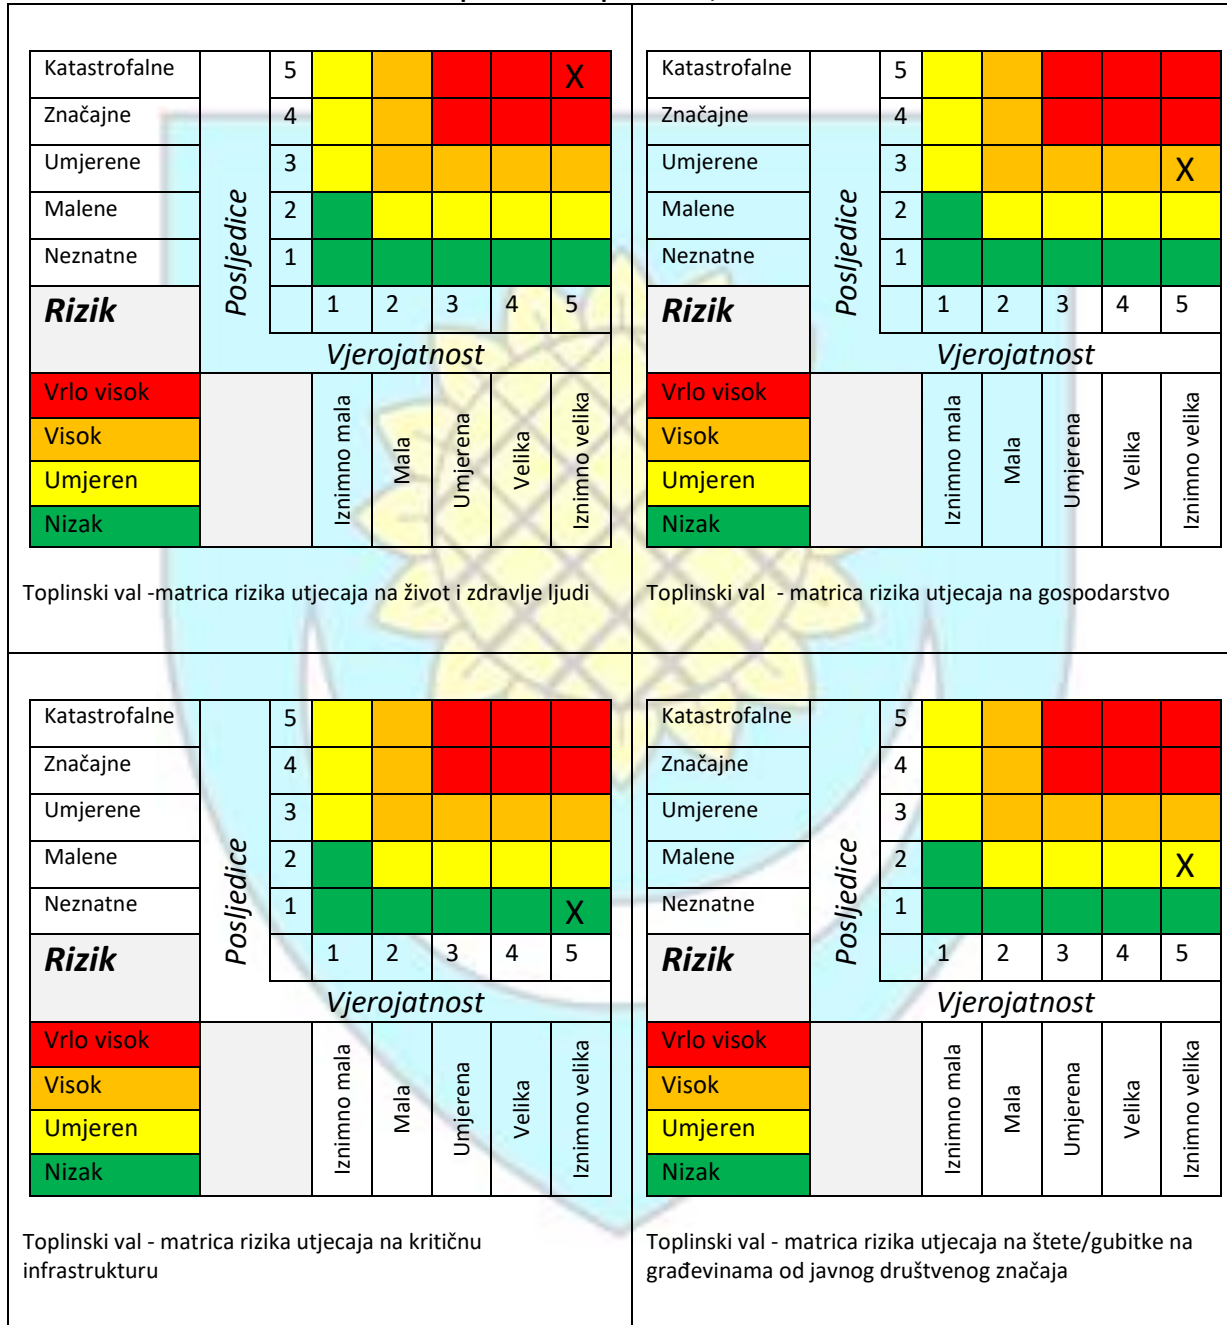 Katastrofalne 5 X
Značajne 4
Umjerene 3
Malene 2
Neznatne 1
Posljedice
Rizik 1 2 3 4 5
Vjerojatnost
Vrlo visok
Visok
Umjeren
Nizak
Iznimno mala
Mala
Umjerena
Velika
Iznimno velika
Toplinski val -matrica rizika utjecaja na život i zdravlje ljudi
Katastrofalne 5
Značajne 4
Umjerene 3 X
Malene 2
Neznatne 1
Posljedice
Rizik 1 2 3 4 5
Vjerojatnost
Vrlo visok
Visok
Umjeren
Nizak
Iznimno mala
Mala
Umjerena
Velika
Iznimno velika
Toplinski val  - matrica rizika utjecaja na gospodarstvo
Katastrofalne 5
Značajne 4
Umjerene 3
Malene 2
Neznatne 1 X
Posljedice
Rizik 1 2 3 4 5
Vjerojatnost
Vrlo visok
Visok
Umjeren
Nizak
Iznimno mala
Mala
Umjerena
Velika
Iznimno velika
Toplinski val - matrica rizika utjecaja na kritičnu
infrastrukturu
Katastrofalne 5
Značajne 4
Umjerene 3
Malene 2 X
Neznatne 1
Posljedice
Rizik 1 2 3 4 5
Vjerojatnost
Vrlo visok
Visok
Umjeren
Nizak
Iznimno mala
Mala
Umjerena
Velika
Iznimno velika
Toplinski val - matrica rizika utjecaja na štete/gubitke na
građevinama od javnog društvenog značaja